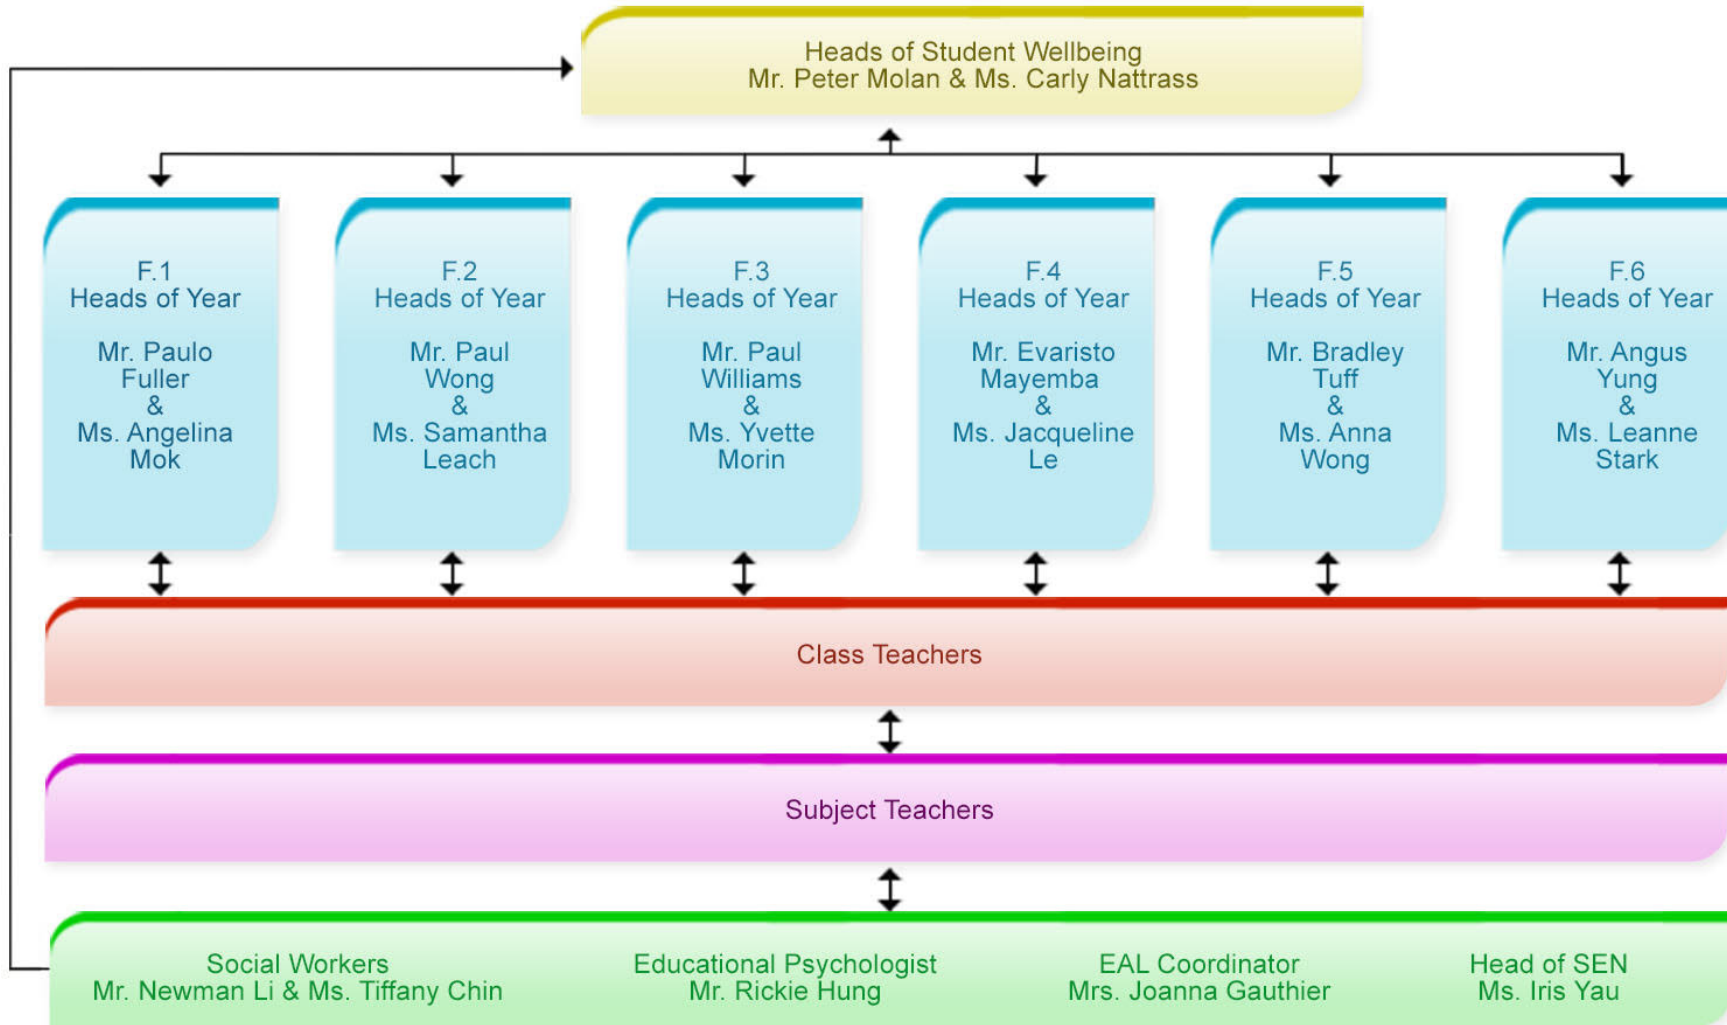 Heads of Student Wellbeing
Mr. Peter Molan & Ms. Carly Nattrass
F.1
Heads of Year
Mr. Paulo
Fuller
&
Ms. Angelina
Mok
F.2
Heads of Year
Mr. Paul
Wong
&
Ms. Samantha
Leach
F.3
Heads of Year
Mr. Paul
Williams
&
Ms. Yvette
Morin
F.4
Heads of Year
Mr. Evaristo
Mayemba
&
Ms. Jacqueline
Le
F.5
Heads of Year
Mr. Bradley
Tuff
&
Ms. Anna
Wong
F.6
Heads of Year
Mr. Angus
Yung
&
Ms. Leanne
Stark
Class Teachers
Subject Teachers
Social Workers
Mr. Newman Li & Ms. Tiffany Chin
Educational Psychologist
Mr. Rickie Hung
EAL Coordinator
Mrs. Joanna Gauthier
Head of SEN
Ms. Iris Yau